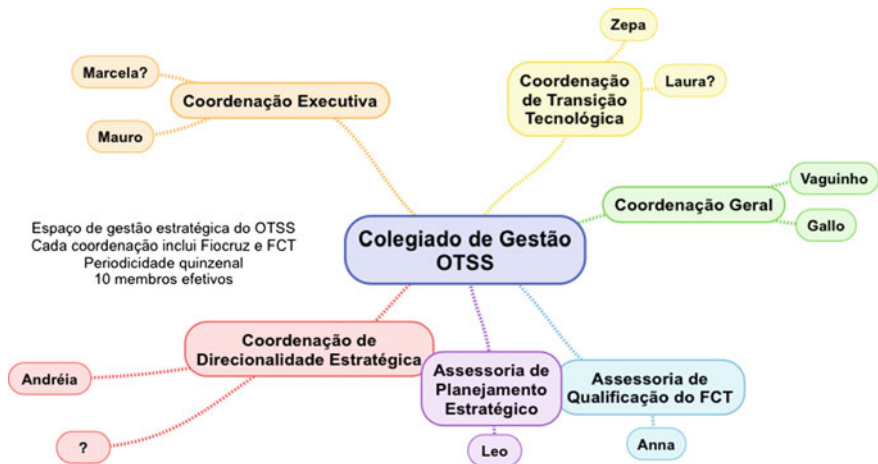 Zepa
Marcela?
Coordenação Executiva
Mauro
Coordenação
de Transição
Tecnológica
Laura?
Vaguinho
Coordenação Geral
Gallo
Espaço de gestão estratégica do OTSS
Cada coordenação inclui Fiocruz e FCT
Periodicidade quinzenal
10 membros efetivos
Colegiado de Gestão
OTSS
Coordenação de
Direcionalidade Estratégica
Andréia
?
Assessoria de
Planejamento
Estratégico
Leo
Assessoria de
Qualificação do FCT
Anna